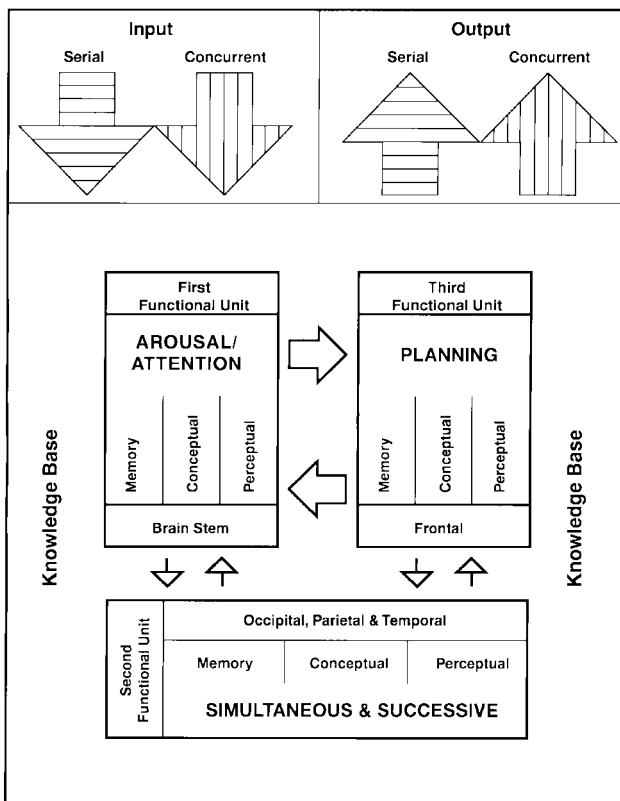 Input
Output
Serial
Concurrent
Serial
Concurrent
First
Functional Unit
AROUSAL/
ATTENTION
Memory
Conceptual
Perceptual
Brain Stem
Third
Functional Unit
PLANNING
Memory
Conceptual
Perceptual
Frontal
Knowledge Base
Knowledge Base
Second
Functional Unit
Occipital, Parietal & Temporal
Memory
Conceptual
Perceptual
SIMULTANEOUS & SUCCESSIVE